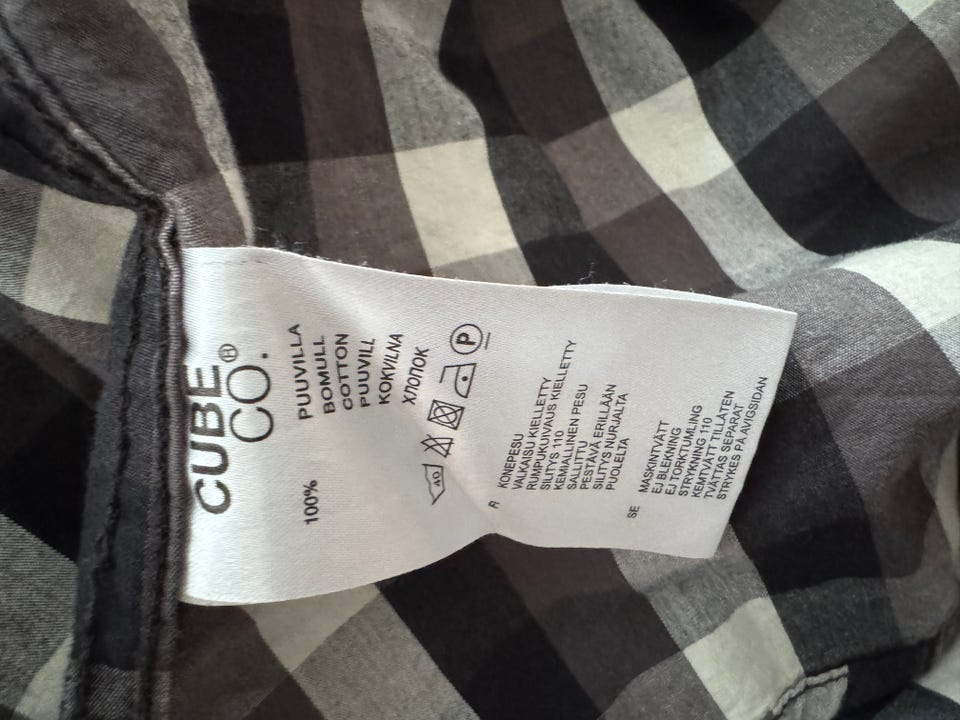 CUBE
CO.®
100% PUUVILLA
BOMULL
COTTON
PUUVILL
KOKVILNA
ХЛОПОК
40 P
KONEPESU
VALKAISU KIELLETTY
RUMPUKUIVAUS KIELLETTY
SILITYS 110
KEMIALLINEN PESU
SALLITTU
PESTÄVÄ ERILLÄÄN
SILITYS NURJALTA
PUOLELTA
SE MASKINTVÄTT
EJ BLEKNING
EJ TORKTUMLING
STRYKNING 110
KEMTVÄTT TILLÅTEN
TVÄTTAS SEPARAT
STRYKES PÅ AVIGSIDAN